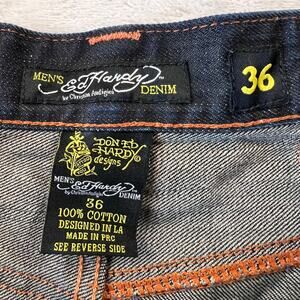 MEN'S Ed Hardy™ DENIM
by Christian Audigier
36
DON ED
HARDY
designs
MEN'S Ed Hardy DENIM
by Christian Audigier
36
100% COTTON
DESIGNED IN LA
MADE IN PRC
SEE REVERSE SIDE